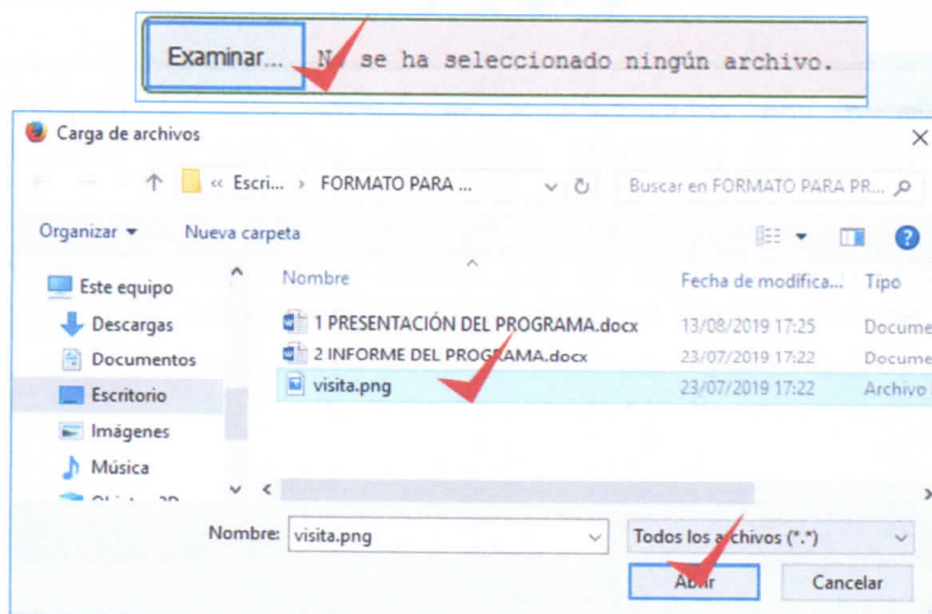 Examinar... No se ha seleccionado ningún archivo.
Carga de archivos
« Escri... › FORMATO PARA ...
Buscar en FORMATO PARA PR...
Organizar
Nueva carpeta
?
Este equipo
Descargas
Documentos
Escritorio
Imágenes
Música
Nombre
Fecha de modifica...
Tipo
1 PRESENTACIÓN DEL PROGRAMA.docx 13/08/2019 17:25 Docume
2 INFORME DEL PROGRAMA.docx 23/07/2019 17:22 Docume
visita.png 23/07/2019 17:22 Archivo
Nombre: visita.png
Todos los archivos (*.*)
Abrir
Cancelar